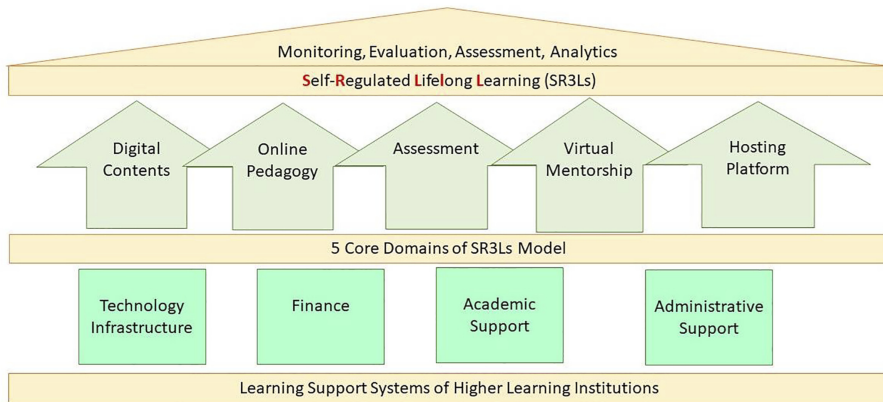 Monitoring, Evaluation, Assessment, Analytics
Self-Regulated Lifelong Learning (SR3Ls)
Digital
Contents
Online
Pedagogy
Assessment
Virtual
Mentorship
Hosting
Platform
5 Core Domains of SR3Ls Model
Technology
Infrastructure
Finance
Academic
Support
Administrative
Support
Learning Support Systems of Higher Learning Institutions